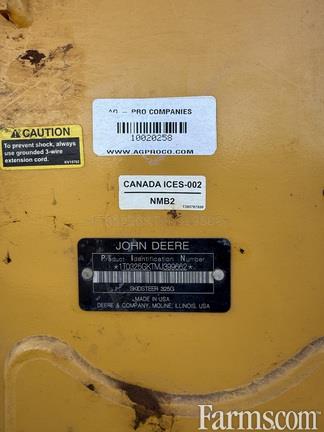 CAUTION
To prevent shock, always
use grounded 3-wire
extension cord.
KV15762
AG - PRO COMPANIES
10020258
WWW.AGPROCO.COM
CANADA ICES-002
NMB2
JOHN DEERE
Product Identification Number
*1T0325GKTMJ399662*
SKIDSTEER 325G
MADE IN USA
DEERE & COMPANY, MOLINE, ILLINOIS, U.S.A.
Farms.com